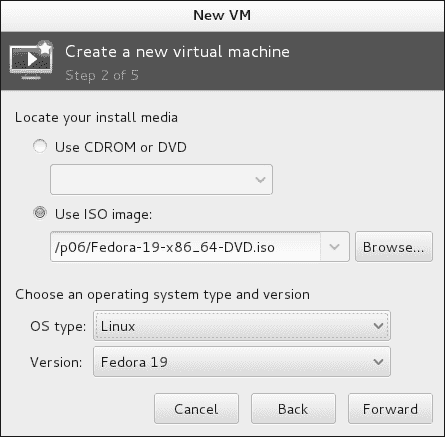 New VM
Create a new virtual machine
Step 2 of 5
Locate your install media
Use CDROM or DVD
Use ISO image:
/p06/Fedora-19-x86_64-DVD.iso
Browse...
Choose an operating system type and version
OS type: Linux
Version: Fedora 19
Cancel Back Forward